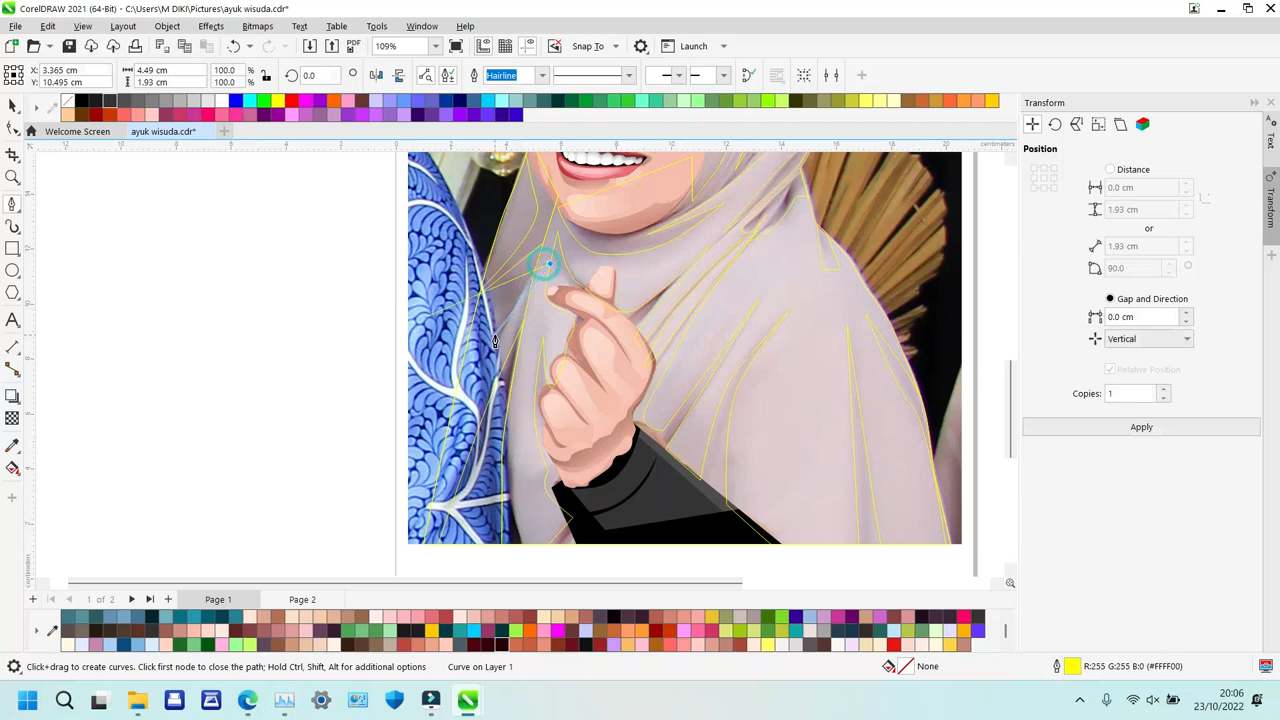 CorelDRAW 2021 (64-Bit) - C:\Users\M DIKI\Pictures\ayuk wisuda.cdr*
File Edit View Layout Object Effects Bitmaps Text Table Tools Window Help
PDF 109% Snap To Launch
X: 3.365 cm 4.49 cm 100.0 % 0.0 Hairline
Y: 10.495 cm 1.93 cm 100.0 %
Transform
Welcome Screen ayuk wisuda.cdr*
centimeters
Position
Distance
0.0 cm
1.93 cm
or
1.93 cm
90.0
Gap and Direction
0.0 cm
Vertical
Relative Position
Copies: 1
Apply
Text
Transform
centimeters
1 of 2 Page 1 Page 2
Click+drag to create curves. Click first node to close the path; Hold Ctrl, Shift, Alt for additional options Curve on Layer 1 None R:255 G:255 B:0 (#FFFF00)
20:06
23/10/2022